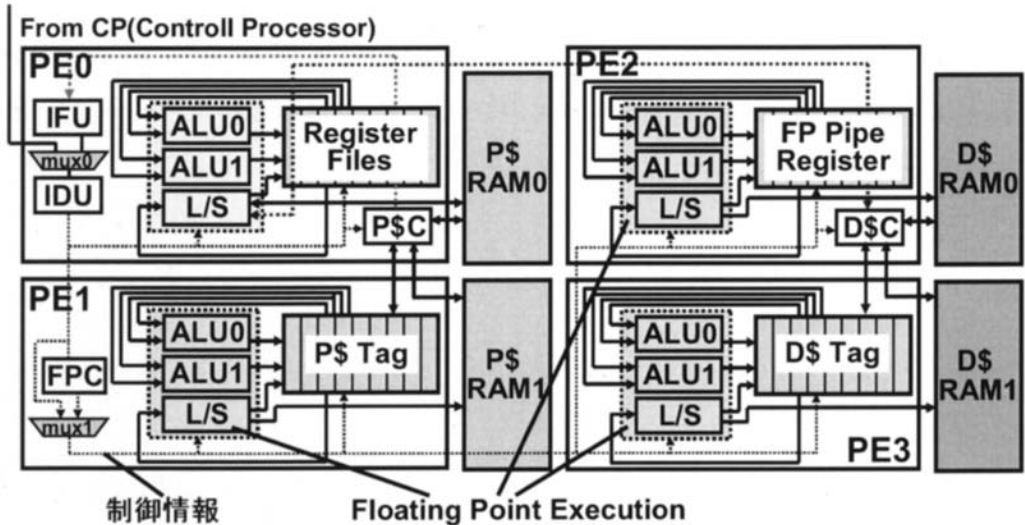 From CP(Controll Processor)
PE0
IFU
mux0
IDU
ALU0
ALU1
L/S
Register
Files
P$C
P$
RAM0
PE2
ALU0
ALU1
L/S
FP Pipe
Register
D$C
D$
RAM0
PE1
FPC
mux1
ALU0
ALU1
L/S
P$ Tag
P$
RAM1
ALU0
ALU1
L/S
D$ Tag
PE3
D$
RAM1
制御情報
Floating Point Execution